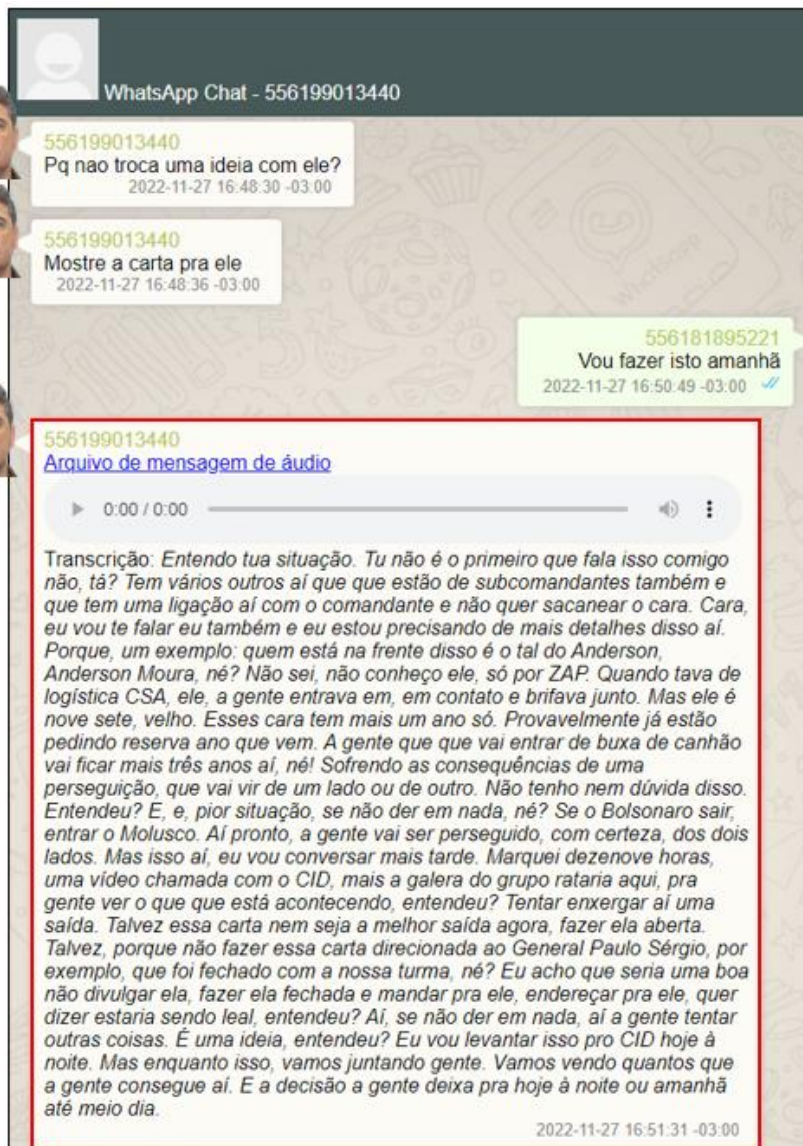 WhatsApp Chat - 556199013440
556199013440
Pq nao troca uma ideia com ele?
2022-11-27 16:48:30 -03:00
556199013440
Mostre a carta pra ele
2022-11-27 16:48:36 -03:00
556181895221
Vou fazer isto amanhã
2022-11-27 16:50:49 -03:00
556199013440
Arquivo de mensagem de áudio
0:00 / 0:00
Transcrição: Entendo tua situação. Tu não é o primeiro que fala isso comigo
não, tá? Tem vários outros aí que que estão de subcomandantes também e
que tem uma ligação aí com o comandante e não quer sacanear o cara. Cara,
eu vou te falar eu também e eu estou precisando de mais detalhes disso aí.
Porque, um exemplo: quem está na frente disso é o tal do Anderson,
Anderson Moura, né? Não sei, não conheço ele, só por ZAP. Quando tava de
logística CSA, ele, a gente entrava em, em contato e brifava junto. Mas ele é
nove sete, velho. Esses cara tem mais um ano só. Provavelmente já estão
pedindo reserva ano que vem. A gente que que vai entrar de buxa de canhão
vai ficar mais três anos aí, né! Sofrendo as consequências de uma
perseguição, que vai vir de um lado ou de outro. Não tenho nem dúvida disso.
Entendeu? E, e, pior situação, se não der em nada, né? Se o Bolsonaro sair,
entrar o Molusco. Aí pronto, a gente vai ser perseguido, com certeza, dos dois
lados. Mas isso aí, eu vou conversar mais tarde. Marquei dezenove horas,
uma vídeo chamada com o CID, mais a galera do grupo rataria aqui, pra
gente ver o que que está acontecendo, entendeu? Tentar enxergar aí uma
saída. Talvez essa carta nem seja a melhor saída agora, fazer ela aberta.
Talvez, porque não fazer essa carta direcionada ao General Paulo Sérgio, por
exemplo, que foi fechado com a nossa turma, né? Eu acho que seria uma boa
não divulgar ela, fazer ela fechada e mandar pra ele, endereçar pra ele, quer
dizer estaria sendo leal, entendeu? Aí, se não der em nada, aí a gente tentar
outras coisas. É uma ideia, entendeu? Eu vou levantar isso pro CID hoje à
noite. Mas enquanto isso, vamos juntando gente. Vamos vendo quantos que
a gente consegue aí. E a decisão a gente deixa pra hoje à noite ou amanhã
até meio dia.
2022-11-27 16:51:31 -03:00